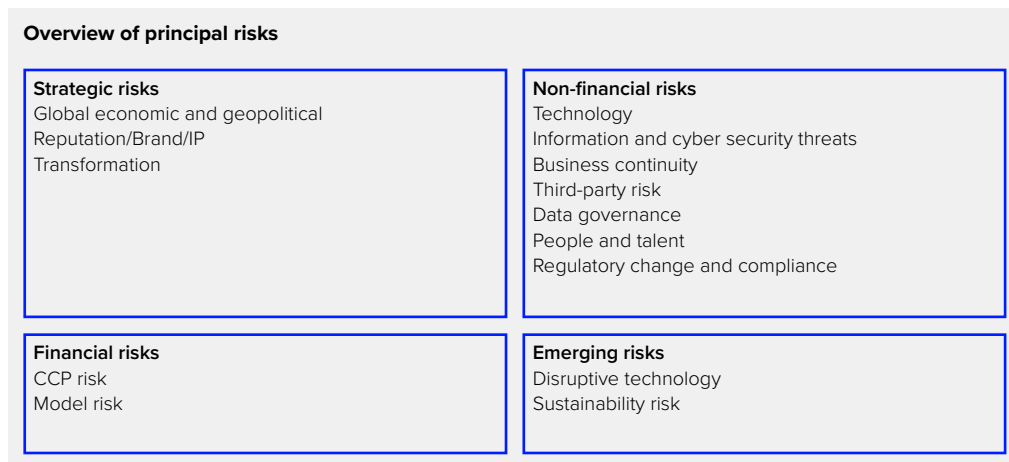 Overview of principal risks
Strategic risks
Global economic and geopolitical
Reputation/Brand/IP
Transformation
Non-financial risks
Technology
Information and cyber security threats
Business continuity
Third-party risk
Data governance
People and talent
Regulatory change and compliance
Financial risks
CCP risk
Model risk
Emerging risks
Disruptive technology
Sustainability risk